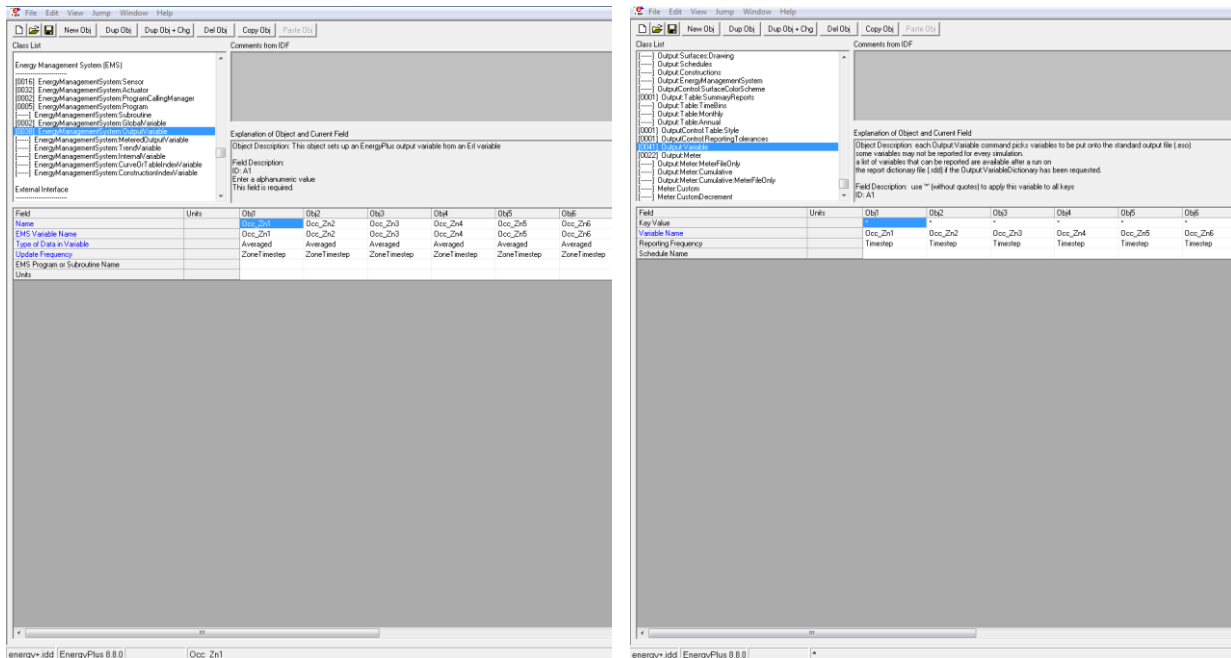 File Edit View Jump Window Help
New Obj Dup Obj Dup Obj + Chg Del Obj Copy Obj Paste Obj
Class List
Comments from IDF
Energy Management System (EMS)
------------------------
[0016] EnergyManagementSystem:Sensor
[0032] EnergyManagementSystem:Actuator
[0002] EnergyManagementSystem:ProgramCallingManager
[0005] EnergyManagementSystem:Program
[-----] EnergyManagementSystem:Subroutine
[0002] EnergyManagementSystem:GlobalVariable
[0038] EnergyManagementSystem:OutputVariable
[-----] EnergyManagementSystem:MeteredOutputVariable
[-----] EnergyManagementSystem:TrendVariable
[-----] EnergyManagementSystem:InternalVariable
[-----] EnergyManagementSystem:CurveOrTableIndexVariable
[-----] EnergyManagementSystem:ConstructionIndexVariable
External Interface
------------------------
Explanation of Object and Current Field
Object Description: This object sets up an EnergyPlus output variable from an Erl variable
Field Description:
ID: A1
Enter a alphanumeric value
This field is required.
Field Units Obj1 Obj2 Obj3 Obj4 Obj5 Obj6
Name Occ_Zn1 Occ_Zn2 Occ_Zn3 Occ_Zn4 Occ_Zn5 Occ_Zn6
EMS Variable Name Occ_Zn1 Occ_Zn2 Occ_Zn3 Occ_Zn4 Occ_Zn5 Occ_Zn6
Type of Data in Variable Averaged Averaged Averaged Averaged Averaged Averaged
Update Frequency ZoneTimestep ZoneTimestep ZoneTimestep ZoneTimestep ZoneTimestep ZoneTimestep
EMS Program or Subroutine Name
Units
energy+.idd EnergyPlus 8.8.0 Occ_Zn1
File Edit View Jump Window Help
New Obj Dup Obj Dup Obj + Chg Del Obj Copy Obj Paste Obj
Class List
Comments from IDF
[-----] Output:Surfaces:Drawing
[-----] Output:Schedules
[-----] Output:Constructions
[-----] Output:EnergyManagementSystem
[-----] OutputControl:SurfaceColorScheme
[0001] Output:Table:SummaryReports
[-----] Output:Table:TimeBins
[-----] Output:Table:Monthly
[-----] Output:Table:Annual
[0001] OutputControl:Table:Style
[0001] OutputControl:ReportingTolerances
[0041] Output:Variable
[0022] Output:Meter
[-----] Output:Meter:MeterFileOnly
[-----] Output:Meter:Cumulative
[-----] Output:Meter:Cumulative:MeterFileOnly
[-----] Meter:Custom
[-----] Meter:CustomDecrement
Explanation of Object and Current Field
Object Description: each Output:Variable command picks variables to be put onto the standard output file (.eso)
some variables may not be reported for every simulation.
a list of variables that can be reported are available after a run on
the report dictionary file (.rdd) if the Output:VariableDictionary has been requested.
Field Description: use '*' (without quotes) to apply this variable to all keys
ID: A1
Field Units Obj1 Obj2 Obj3 Obj4 Obj5 Obj6
Key Value * * * * * *
Variable Name Occ_Zn1 Occ_Zn2 Occ_Zn3 Occ_Zn4 Occ_Zn5 Occ_Zn6
Reporting Frequency Timestep Timestep Timestep Timestep Timestep Timestep
Schedule Name
energy+.idd EnergyPlus 8.8.0 *